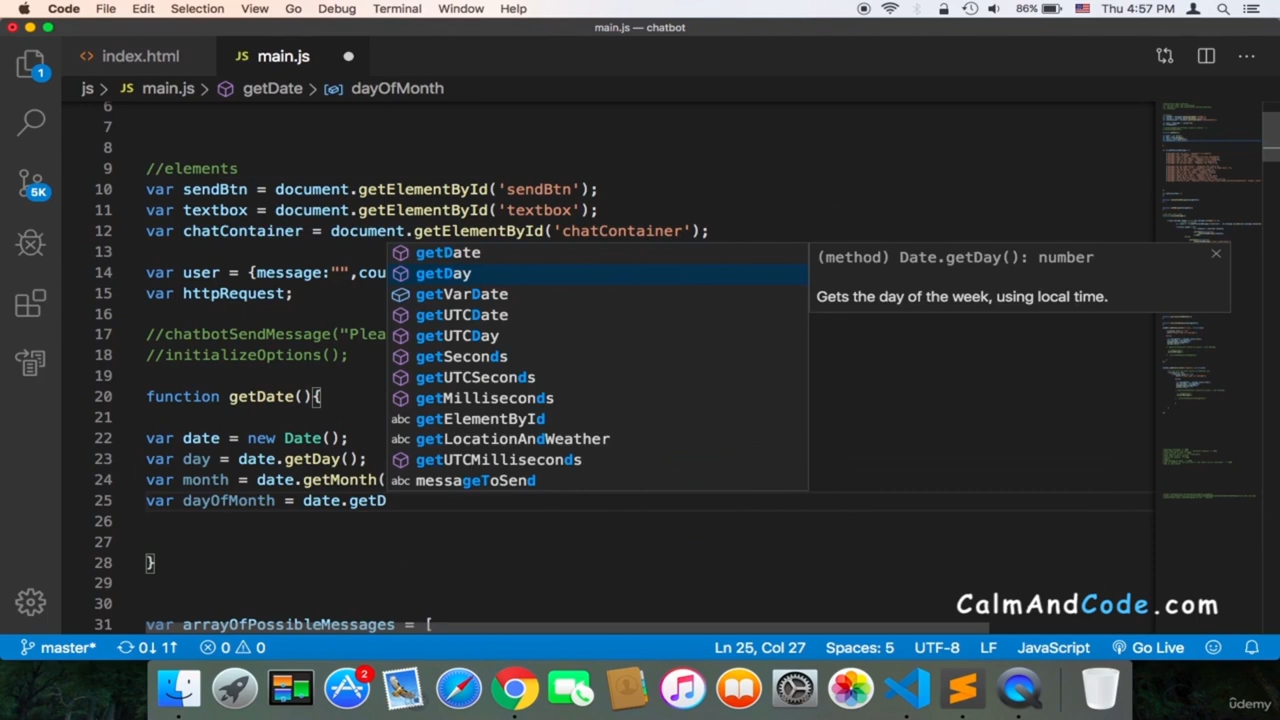 Code File Edit Selection View Go Debug Terminal Window Help 86% Thu 4:57 PM
main.js — chatbot
index.html JS main.js
js > JS main.js > getDate > dayOfMonth
1
5K
6
7
8
9 //elements
10 var sendBtn = document.getElementById('sendBtn');
11 var textbox = document.getElementById('textbox');
12 var chatContainer = document.getElementById('chatContainer');
13
14 var user = {message:"",cou
15 var httpRequest;
16
17 //chatbotSendMessage("Plea
18 //initializeOptions();
19
20 function getDate(){
21
22 var date = new Date();
23 var day = date.getDay();
24 var month = date.getMonth(
25 var dayOfMonth = date.getD
26
27
28 }
29
30
31 var arrayOfPossibleMessages = [
getDate
getDay
getVarDate
getUTCDate
getUTCDay
getSeconds
getUTCSeconds
getMilliseconds
abc getElementById
abc getLocationAndWeather
getUTCMilliseconds
abc messageToSend
(method) Date.getDay(): number
Gets the day of the week, using local time.
CalmAndCode.com
master* 0↓ 1↑ 0 0 Ln 25, Col 27 Spaces: 5 UTF-8 LF JavaScript Go Live
2
ûdemy